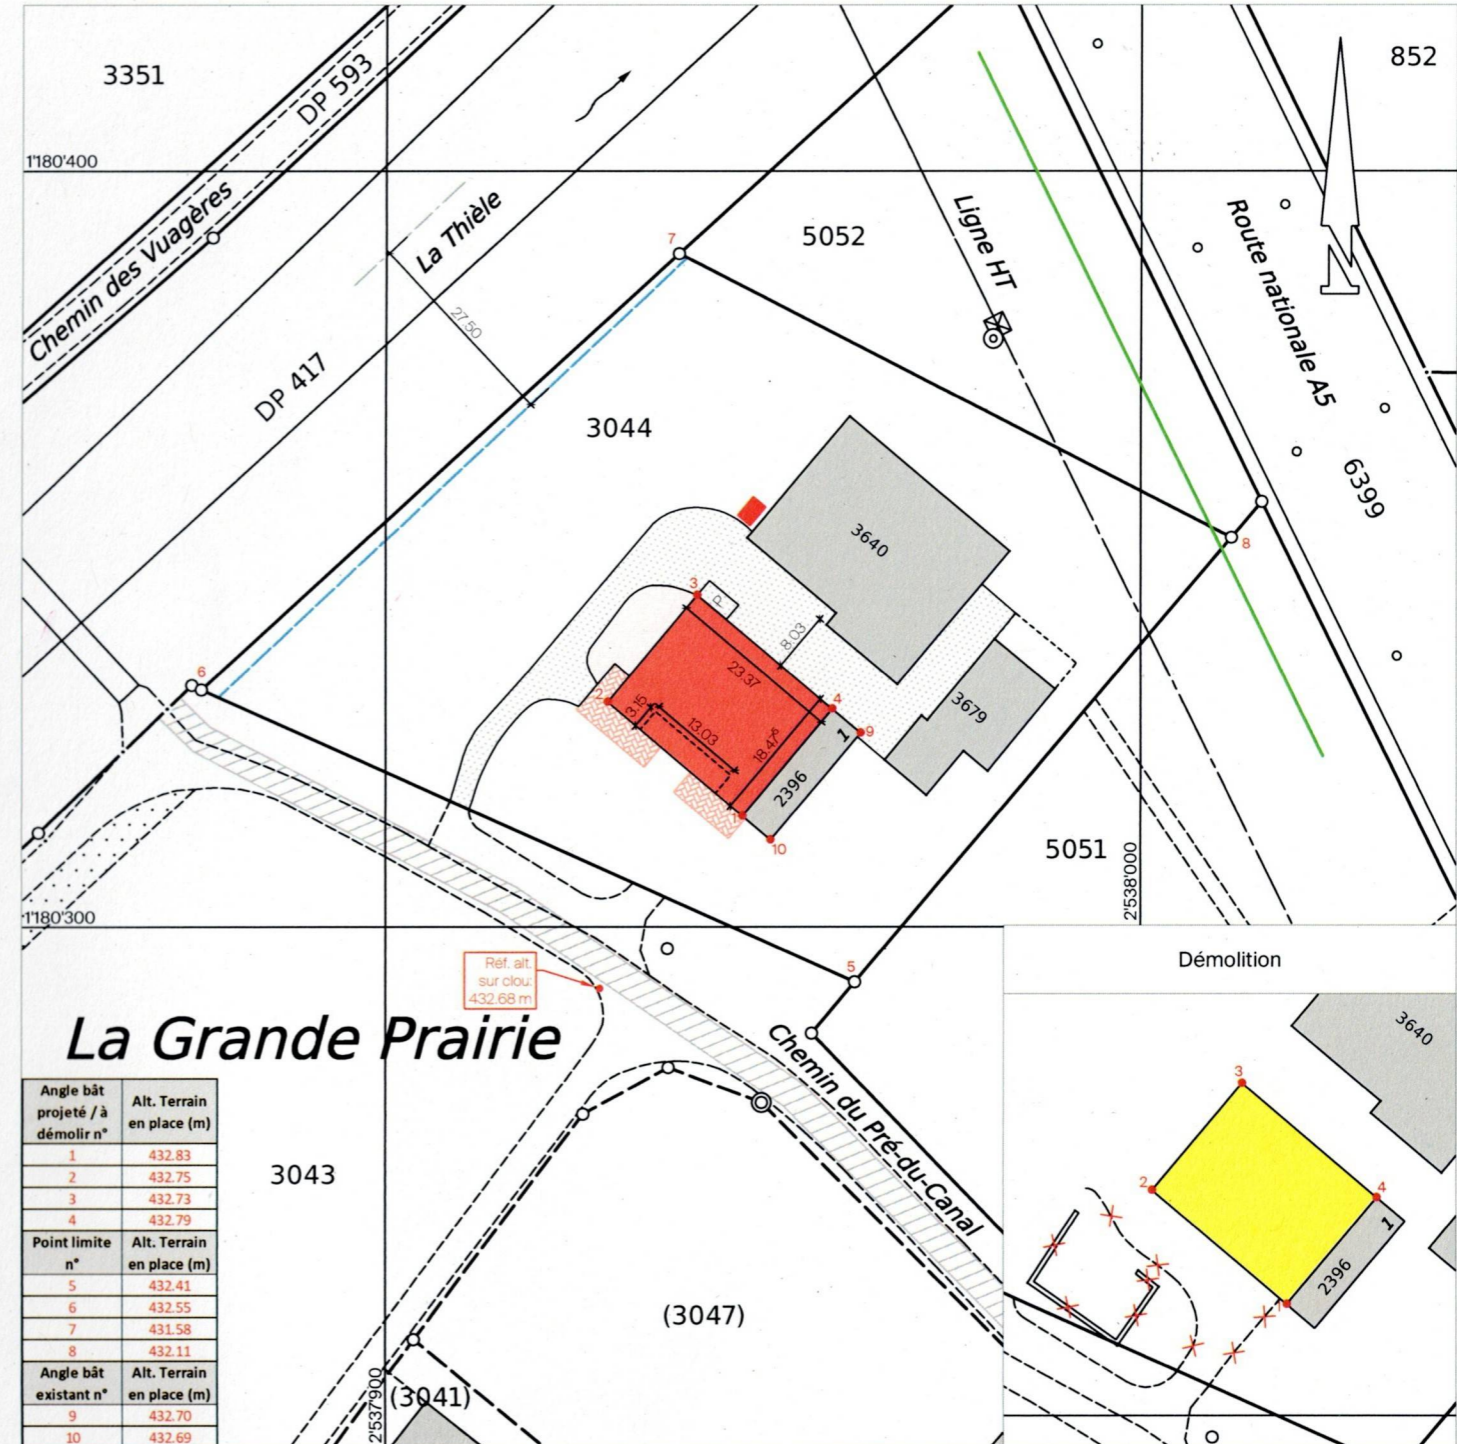 3351
DP 593
852
1'180'400
Chemin des Vuagères
La Thièle
27.50
DP 417
7
5052
Ligne HT
Route nationale A5
6399
N
3044
3640
8
3
P
8.03
23.37
4
3.15
13.03
18.47⁶
2
1
9
2396
3679
10
6
5051
2'538'000
1'180'300
Réf. alt.
sur clou:
432.68 m
5
La Grande Prairie
Chemin du Pré-du-Canal
3043
(3047)
(3041)
2'537'900
Angle bât projeté / à démolir n° Alt. Terrain en place (m)
1 432.83
2 432.75
3 432.73
4 432.79
Point limite n° Alt. Terrain en place (m)
5 432.41
6 432.55
7 431.58
8 432.11
Angle bât existant n° Alt. Terrain en place (m)
9 432.70
10 432.69
Démolition
3640
3
2
4
1
2396